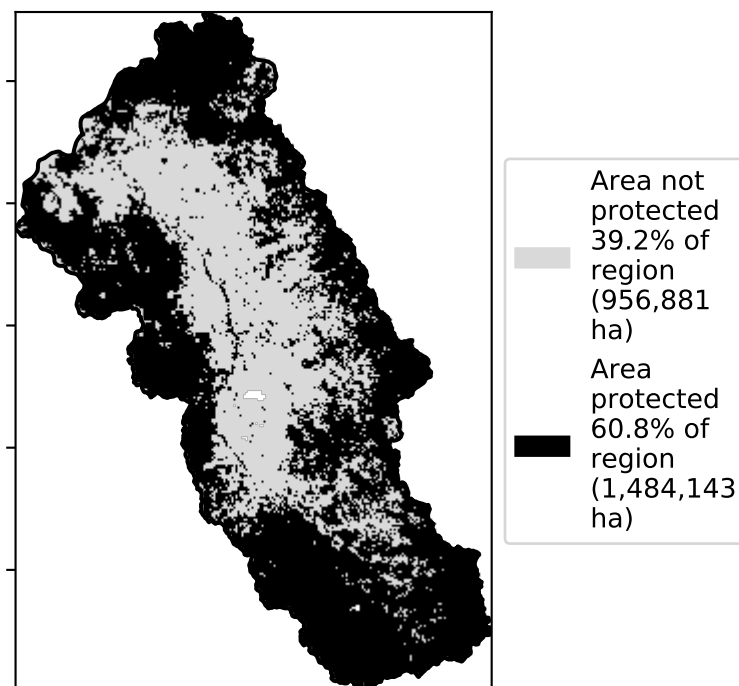 Area not
protected
39.2% of
region
(956,881
ha)
Area
protected
60.8% of
region
(1,484,143
ha)